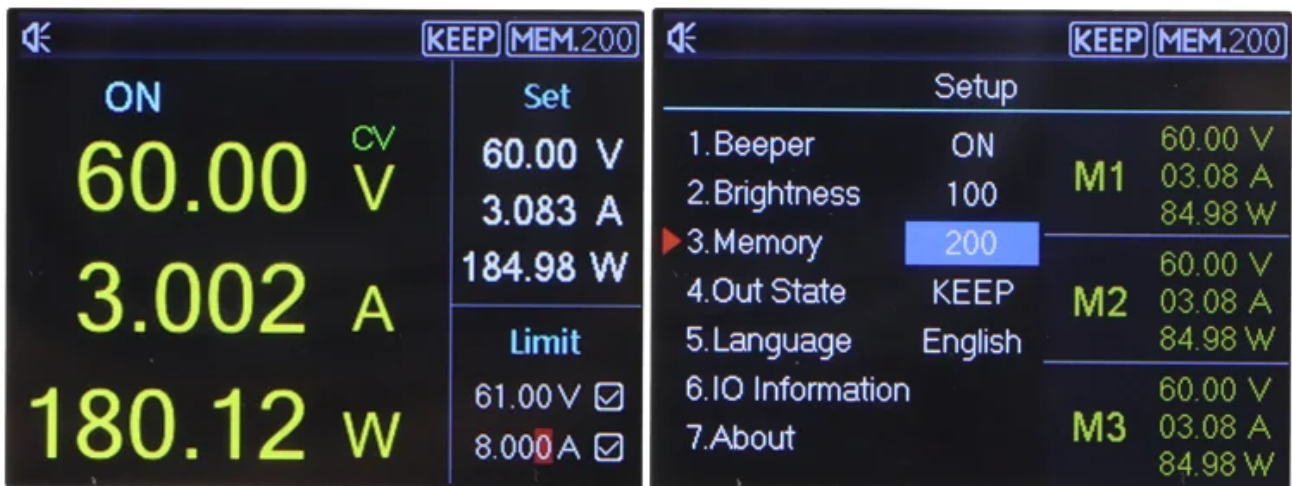 KEEP MEM.200
ON
CV
60.00 V
3.002 A
180.12 W
Set
60.00 V
3.083 A
184.98 W
Limit
61.00 V
8.000 A
KEEP MEM.200
Setup
1.Beeper ON
2.Brightness 100
3.Memory 200
4.Out State KEEP
5.Language English
6.IO Information
7.About
M1
60.00 V
03.08 A
84.98 W
M2
60.00 V
03.08 A
84.98 W
M3
60.00 V
03.08 A
84.98 W